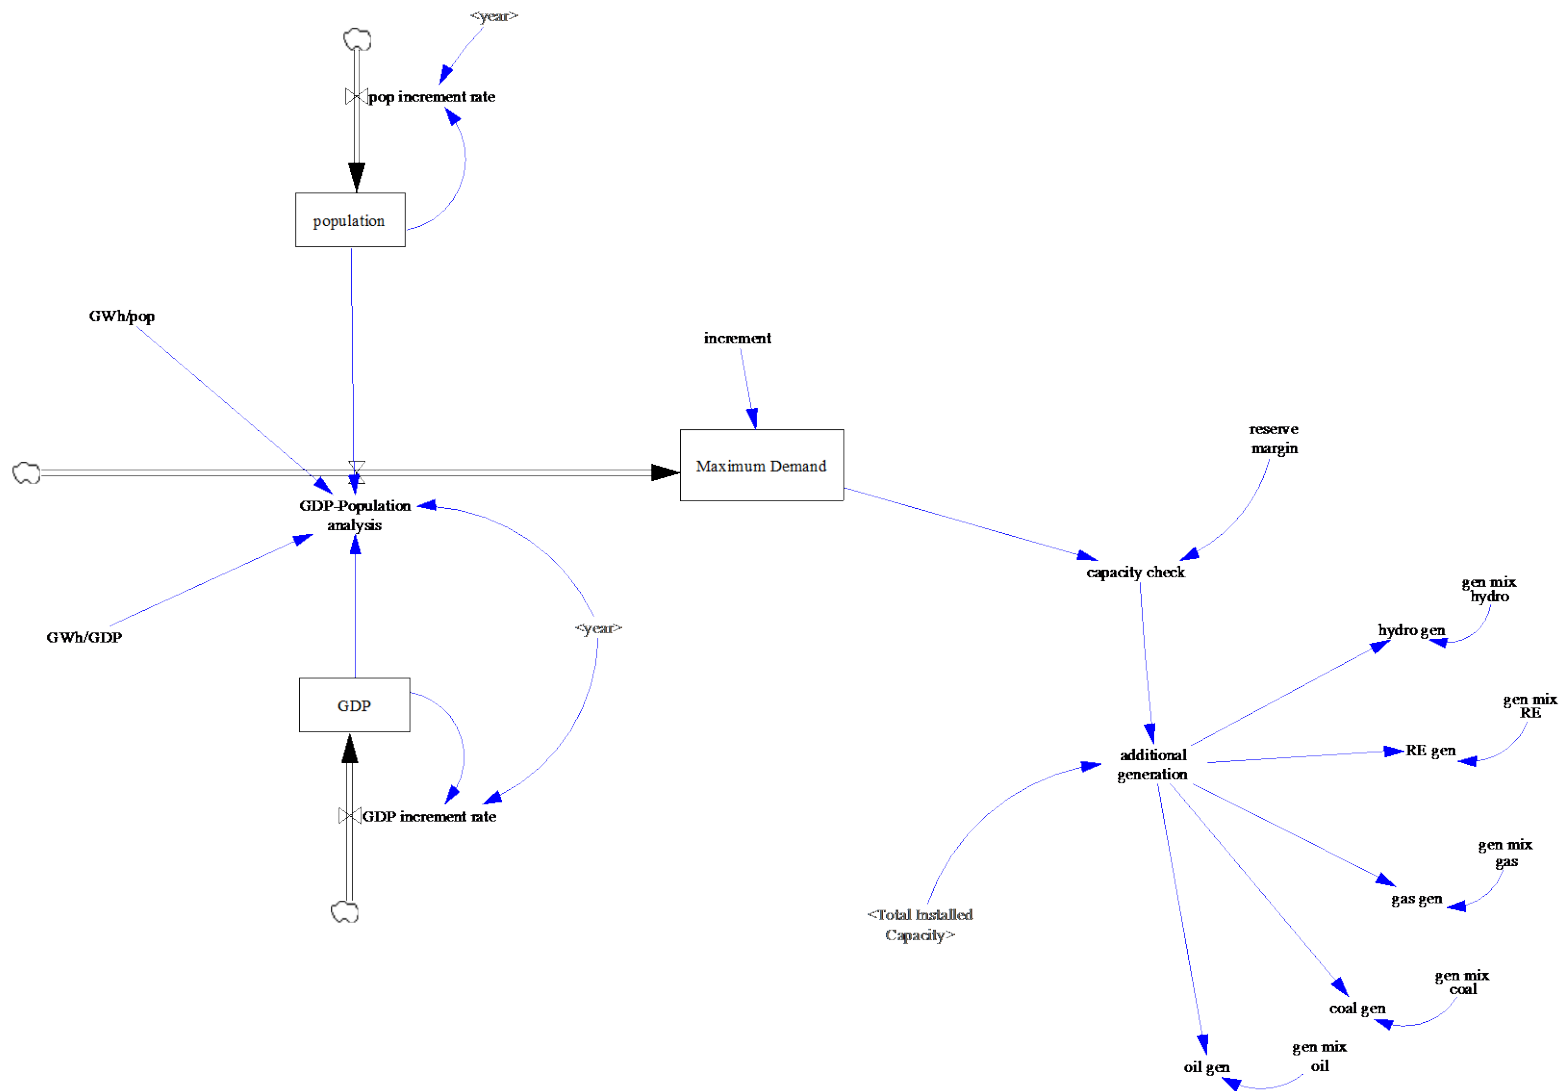 <year>
pop increment rate
population
GWh/pop
increment
reserve
margin
Maximum Demand
GDP-Population
analysis
capacity check
gen mix
hydro
hydro gen
GWh/GDP
<year>
GDP
gen mix
RE
RE gen
additional
generation
GDP increment rate
gen mix
gas
gas gen
<Total Installed
Capacity>
gen mix
coal
coal gen
gen mix
oil
oil gen